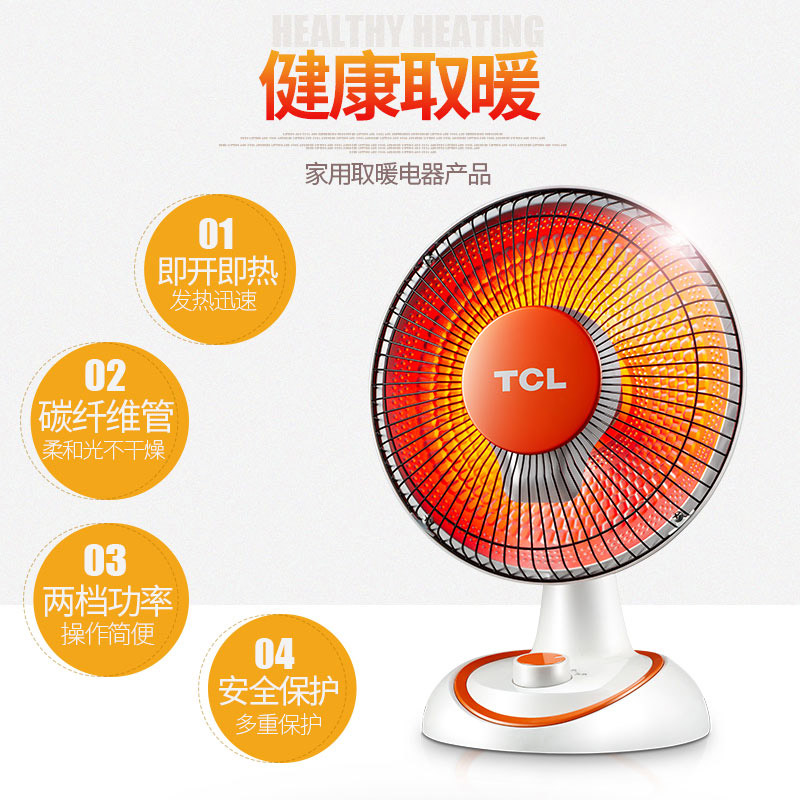 HEALTHY HEATING
健康取暖
家用取暖电器产品
01
即开即热
发热迅速
02
碳纤维管
柔和光不干燥
03
两档功率
操作简便
04
安全保护
多重保护
TCL